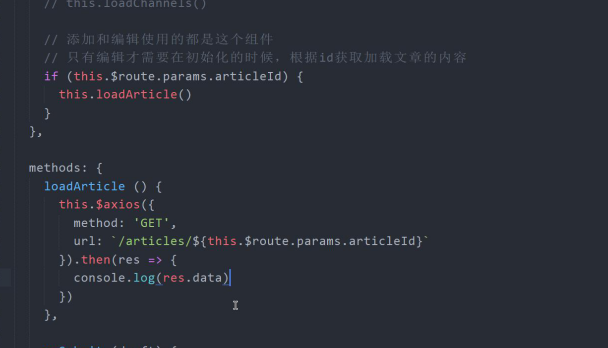 // this.loadChannels()
// 添加和编辑使用的都是这个组件
// 只有编辑才需要在初始化的时候，根据id获取加载文章的内容
if (this.$route.params.articleId) {
this.loadArticle()
}
},
methods: {
loadArticle () {
this.$axios({
method: 'GET',
url: `/articles/${this.$route.params.articleId}`
}).then(res => {
console.log(res.data)
})
},